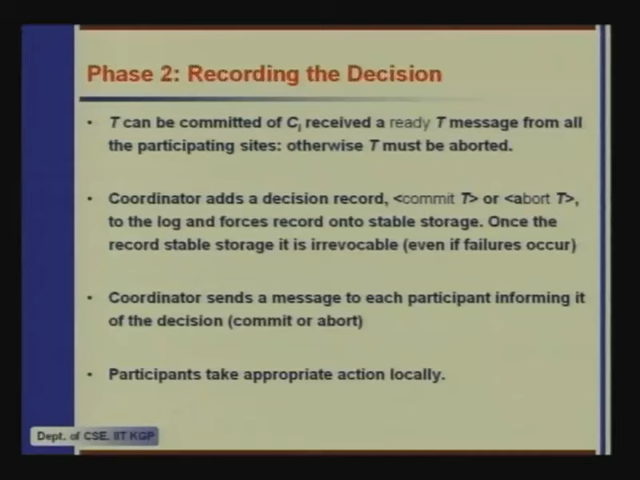 Phase 2: Recording the Decision
• T can be committed of Ci received a ready T message from all
the participating sites: otherwise T must be aborted.
• Coordinator adds a decision record, <commit T> or <abort T>,
to the log and forces record onto stable storage. Once the
record stable storage it is irrevocable (even if failures occur)
• Coordinator sends a message to each participant informing it
of the decision (commit or abort)
• Participants take appropriate action locally.
Dept. of CSE, IIT KGP